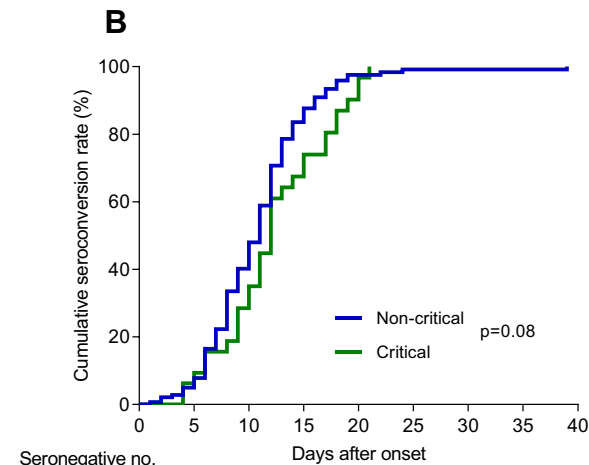 B
Cumulative seroconversion rate (%)
100
80
60
40
20
0
Non-critical
p=0.08
Critical
0 5 10 15 20 25 30 35 40
Days after onset
Seronegative no.